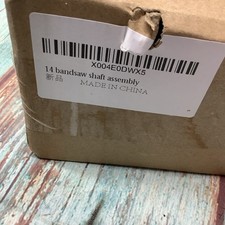 X004E0DWX5
14 bandsaw shaft assembly
新品
MADE IN CHINA